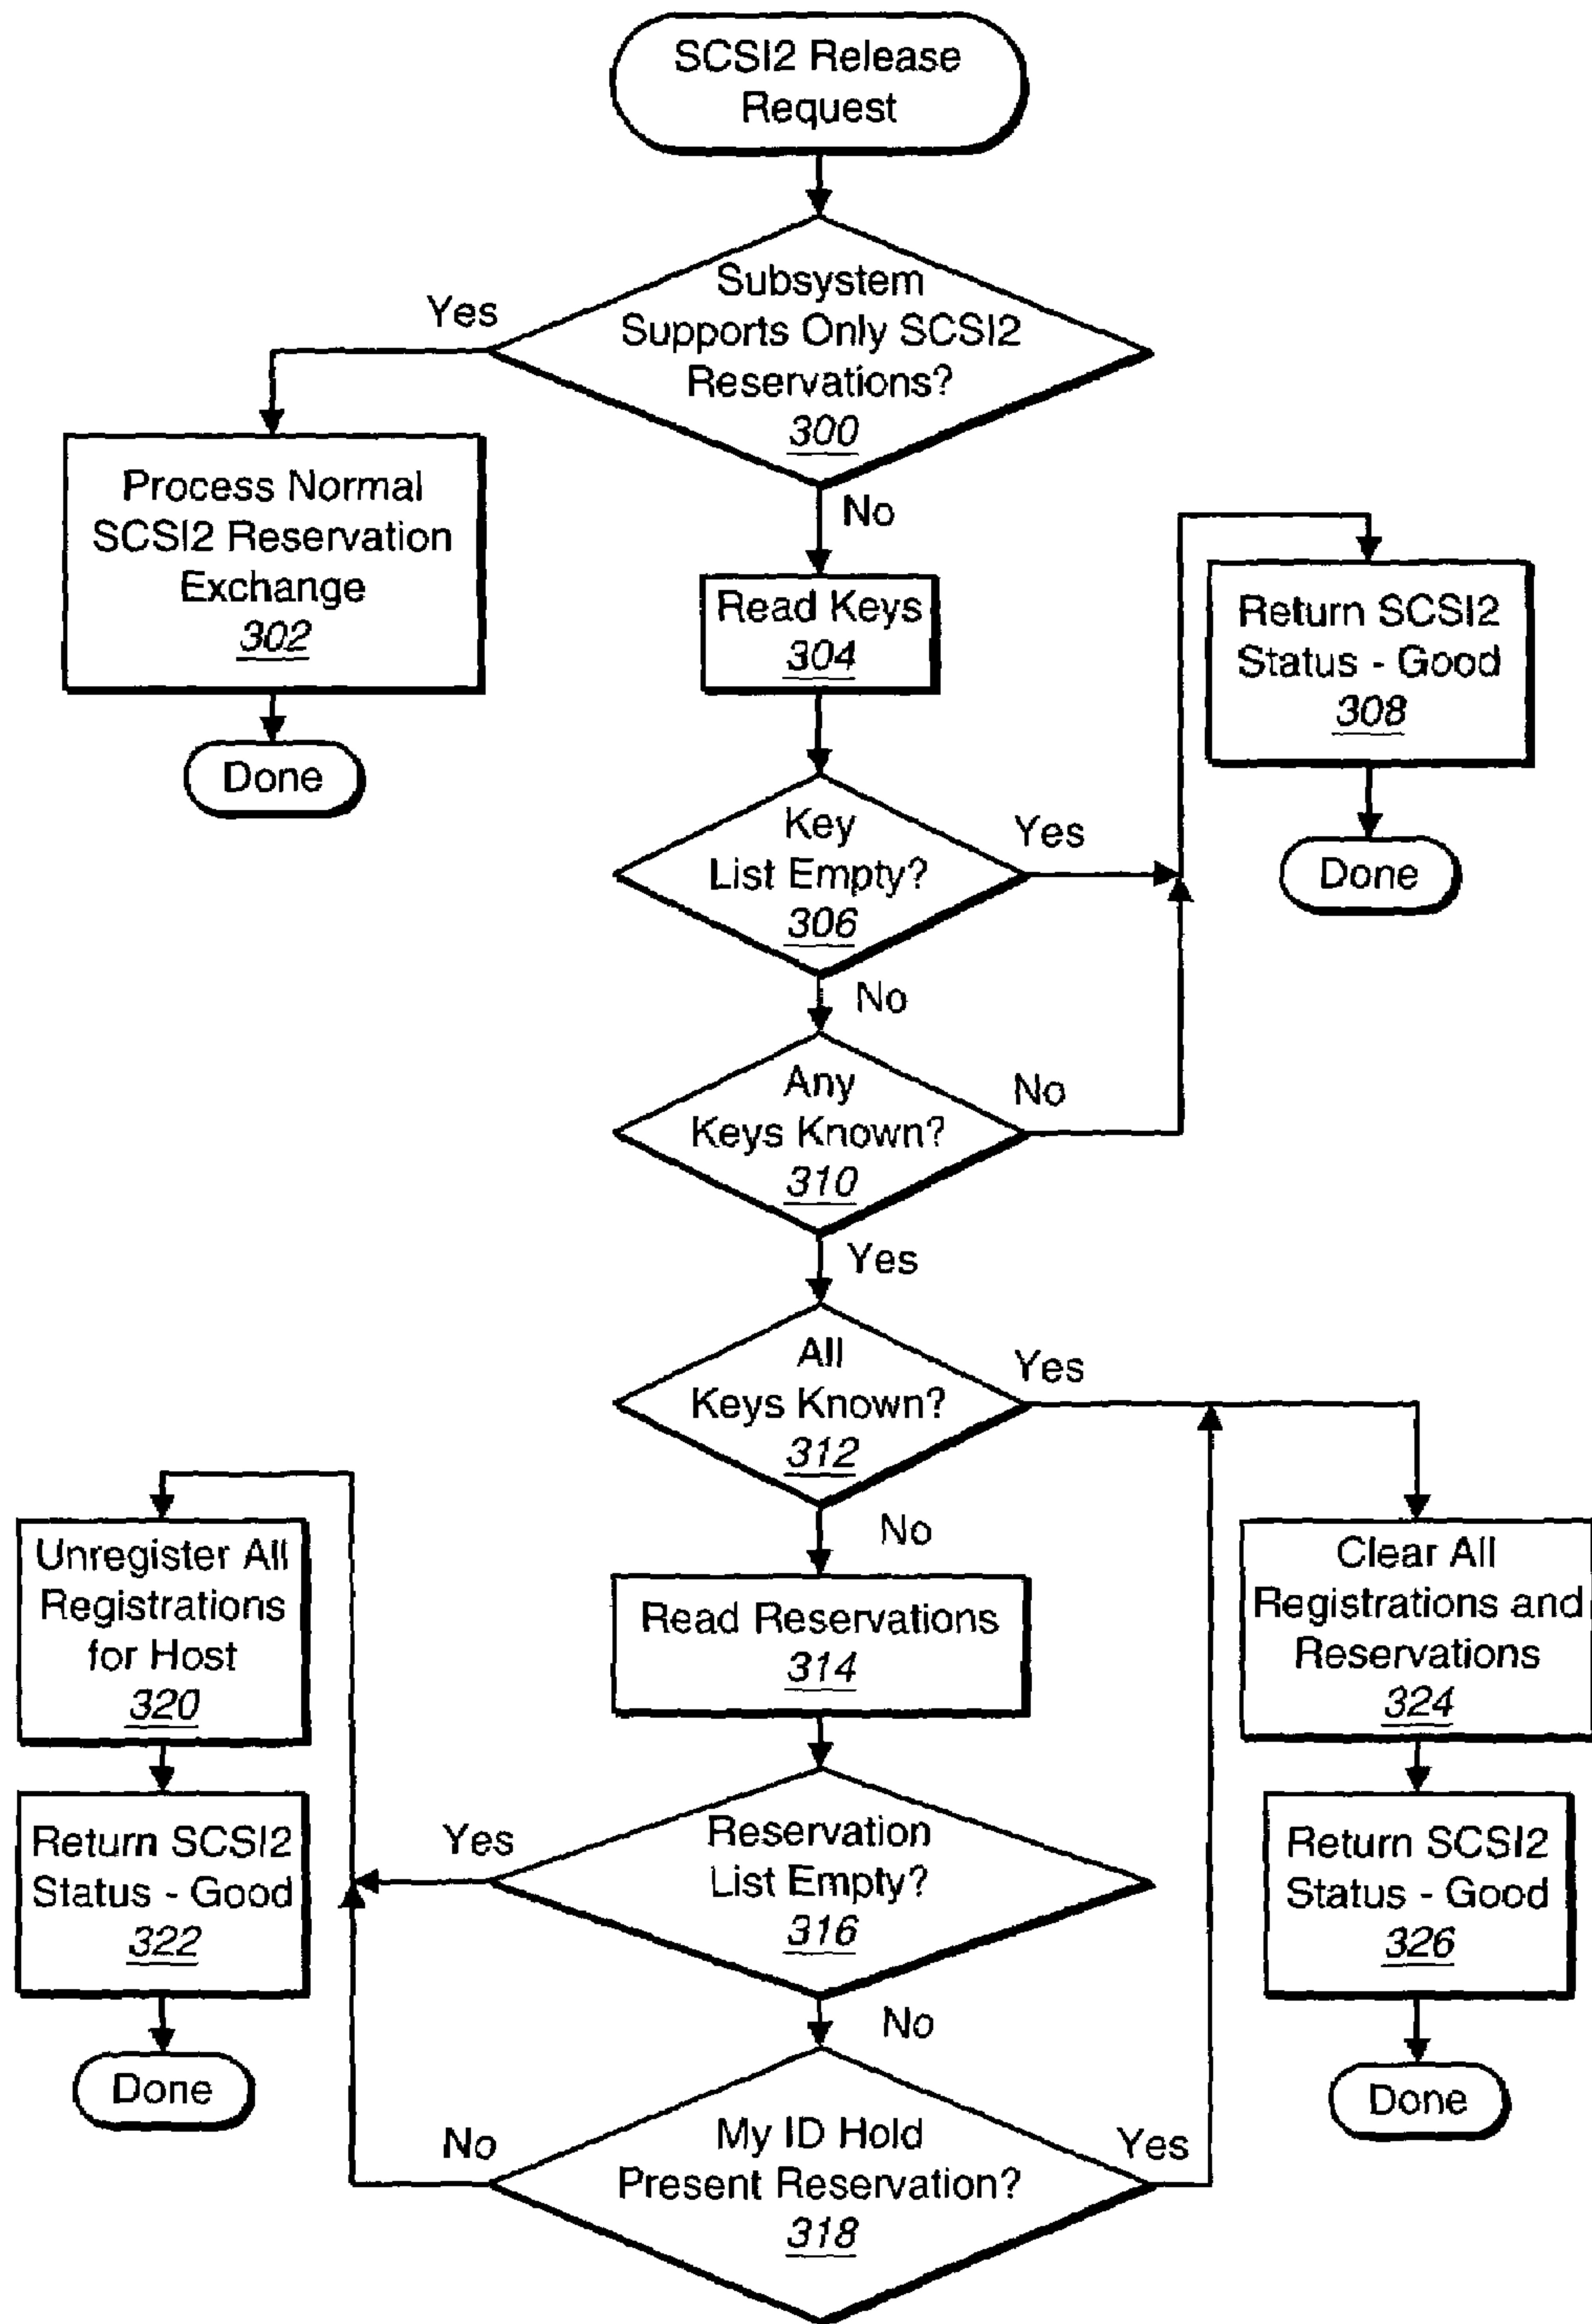 SCSI2 Release
Request
Subsystem
Supports Only SCSI2
Reservations?
300
Yes
No
Process Normal
SCSI2 Reservation
Exchange
302
Done
Read Keys
304
Return SCSI2
Status - Good
308
Done
Key
List Empty?
306
Yes
No
Any
Keys Known?
310
No
Yes
All
Keys Known?
312
Yes
No
Unregister All
Registrations
for Host
320
Read Reservations
314
Clear All
Registrations and
Reservations
324
Return SCSI2
Status - Good
322
Done
Yes
Reservation
List Empty?
316
No
Return SCSI2
Status - Good
326
Done
No
My ID Hold
Present Reservation?
318
Yes